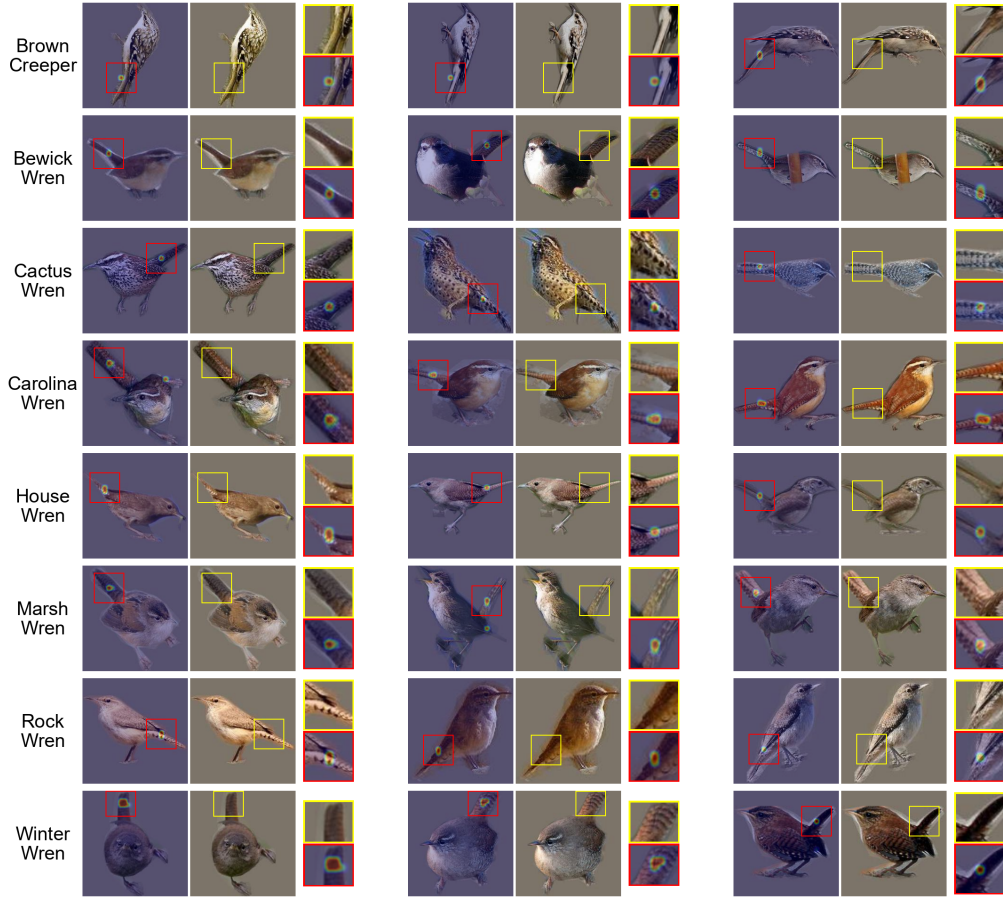 Brown
Creeper
Bewick
Wren
Cactus
Wren
Carolina
Wren
House
Wren
Marsh
Wren
Rock
Wren
Winter
Wren